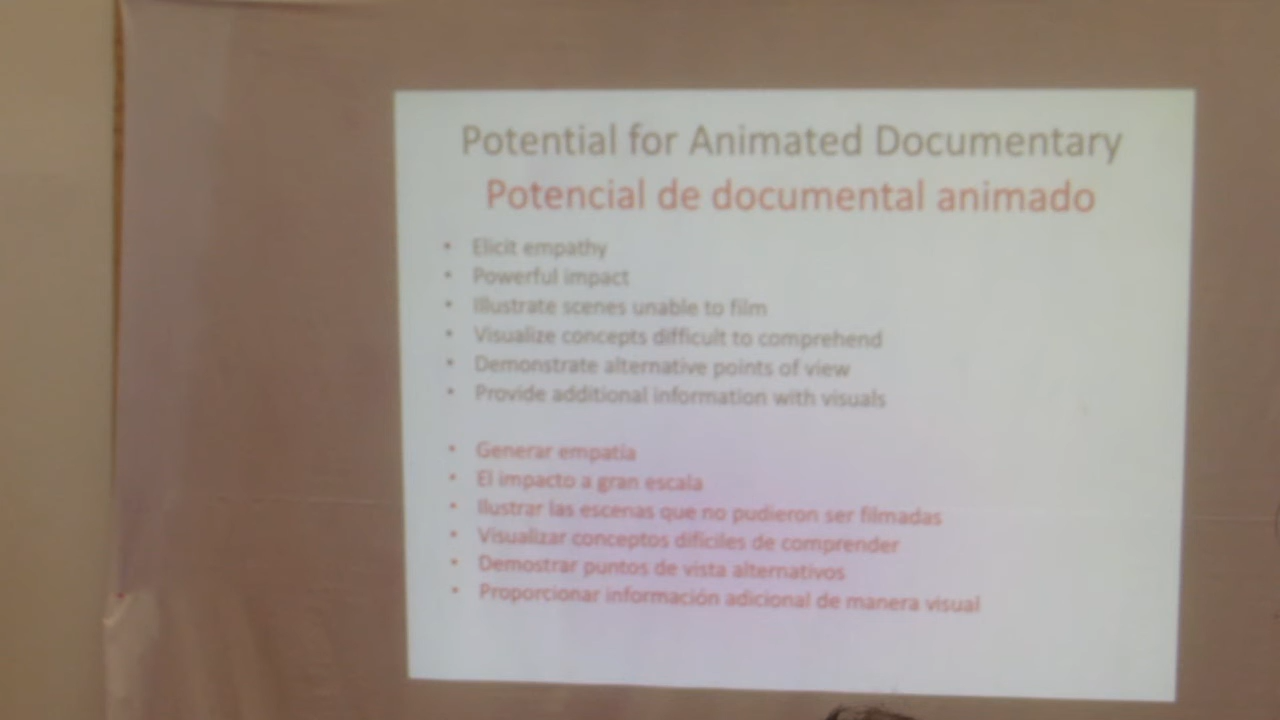 Potential for Animated Documentary
Potencial de documental animado
• Elicit empathy
• Powerful impact
• Illustrate scenes unable to film
• Visualize concepts difficult to comprehend
• Demonstrate alternative points of view
• Provide additional information with visuals
• Generar empatía
• El impacto a gran escala
• Ilustrar las escenas que no pudieron ser filmadas
• Visualizar conceptos difíciles de comprender
• Demostrar puntos de vista alternativos
• Proporcionar información adicional de manera visual